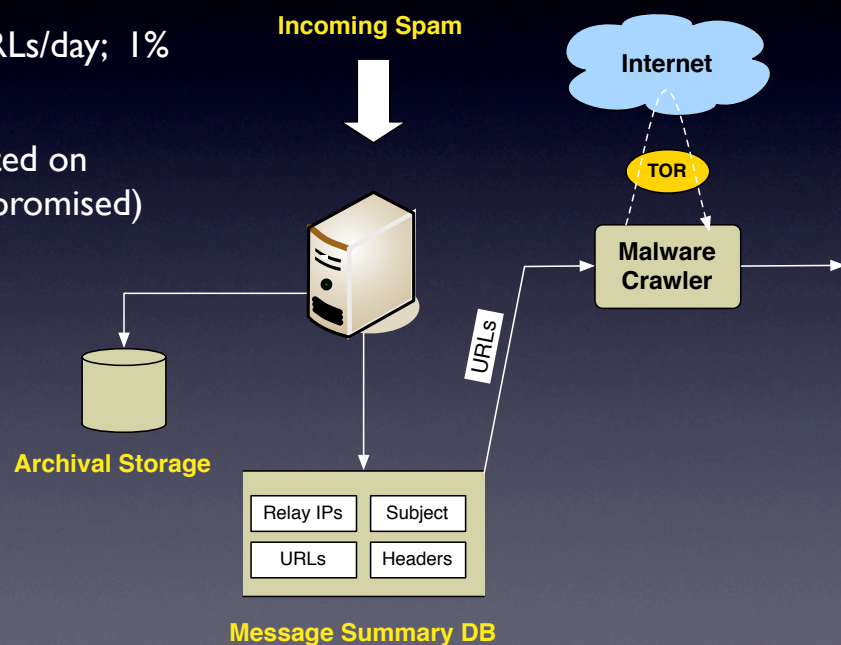 RLs/day; 1%
ted on
promised)
Incoming Spam
Internet
TOR
Malware
Crawler
URLs
Archival Storage
Relay IPs
Subject
URLs
Headers
Message Summary DB